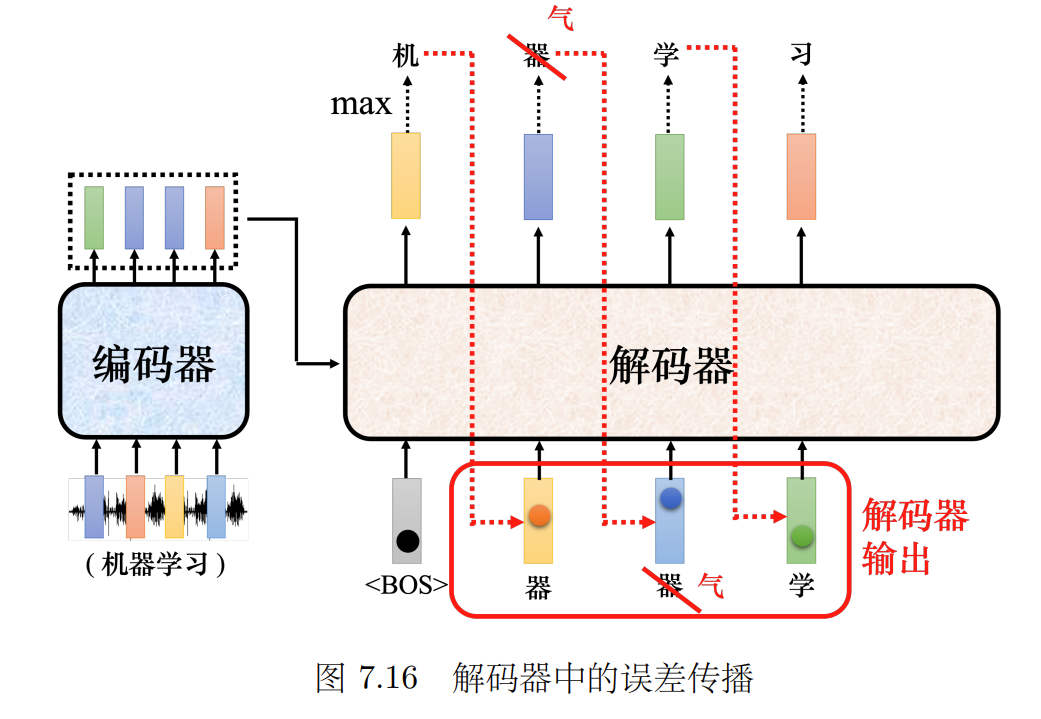 气
机 器 学 习
max
编码器
解码器
(机器学习)
<BOS> 器 器 气 学
解码器
输出
图 7.16 解码器中的误差传播